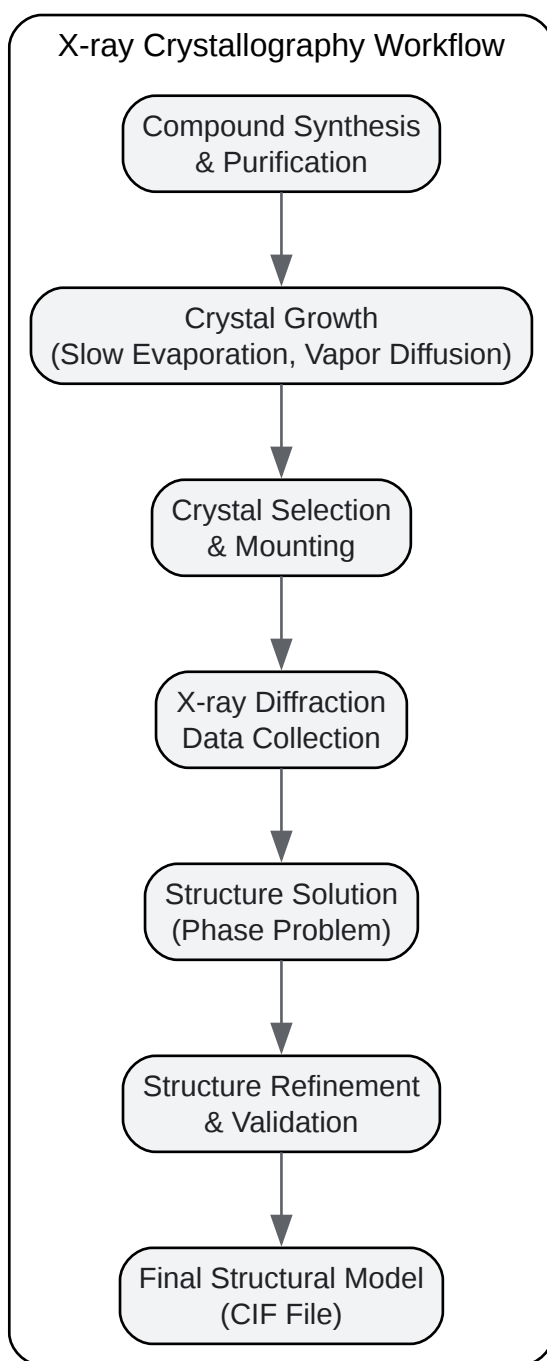 X-ray Crystallography Workflow
Compound Synthesis
& Purification
Crystal Growth
(Slow Evaporation, Vapor Diffusion)
Crystal Selection
& Mounting
X-ray Diffraction
Data Collection
Structure Solution
(Phase Problem)
Structure Refinement
& Validation
Final Structural Model
(CIF File)